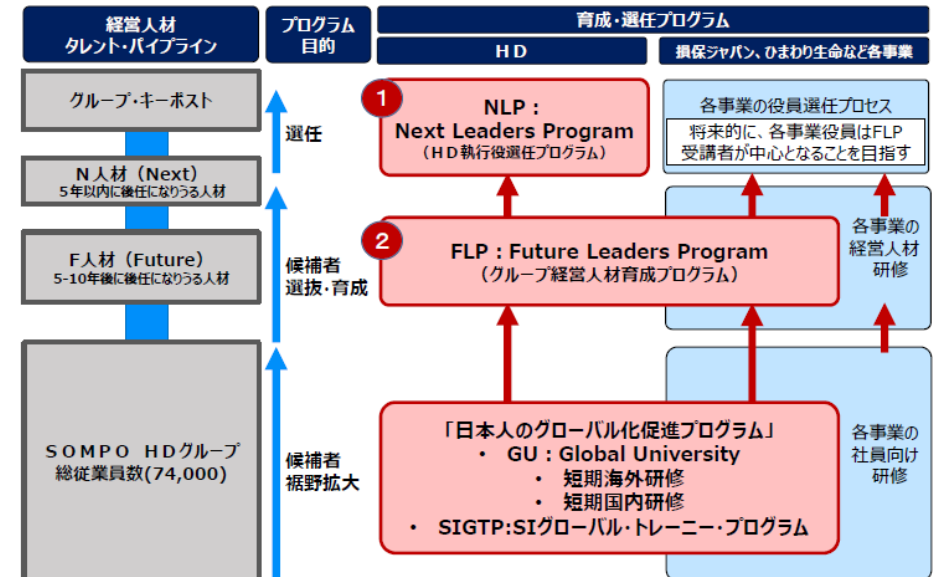 経営人材
タレント・パイプライン
プログラム
目的
育成・選任プログラム
ＨＤ
損保ジャパン、ひまわり生命など各事業
グループ・キーポスト
選任
1
NLP：
Next Leaders Program
（ＨＤ執行役選任プログラム）
各事業の役員選任プロセス
将来的に、各事業役員はFLP
受講者が中心となることを目指す
Ｎ人材（Next）
５年以内に後任になりうる人材
Ｆ人材（Future）
5-10年後に後任になりうる人材
候補者
選抜・育成
2
FLP：Future Leaders Program
（グループ経営人材育成プログラム）
各事業の
経営人材
研修
ＳＯＭＰＯ ＨＤグループ
総従業員数(74,000)
候補者
裾野拡大
「日本人のグローバル化促進プログラム」
・ GU：Global University
・ 短期海外研修
・ 短期国内研修
・ SIGTP:SIグローバル・トレーニー・プログラム
各事業の
社員向け
研修